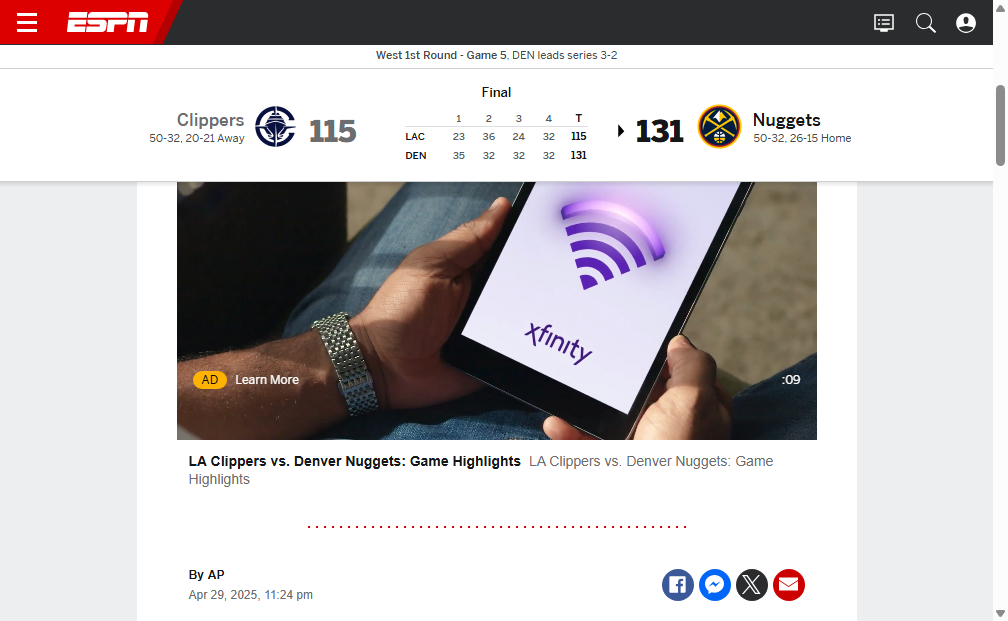 ESPN
West 1st Round - Game 5, DEN leads series 3-2
Final
Clippers
50-32, 20-21 Away
115
1 2 3 4 T
LAC 23 36 24 32 115
DEN 35 32 32 32 131
131
Nuggets
50-32, 26-15 Home
xfinity
AD Learn More :09
LA Clippers vs. Denver Nuggets: Game Highlights LA Clippers vs. Denver Nuggets: Game
Highlights
By AP
Apr 29, 2025, 11:24 pm